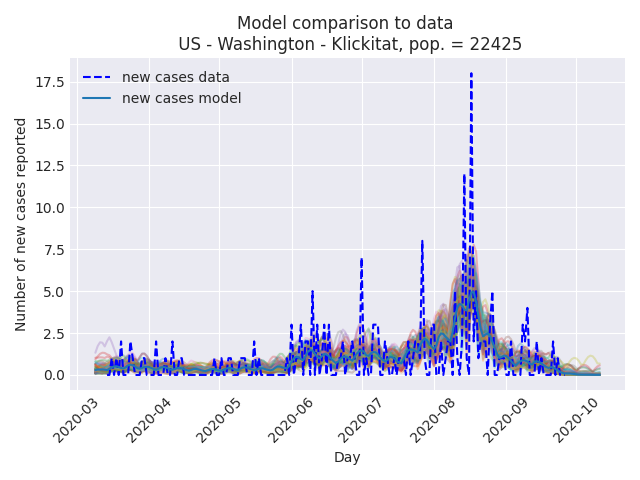 Model comparison to data
US - Washington - Klickitat, pop. = 22425
new cases data
new cases model
Number of new cases reported
17.5
15.0
12.5
10.0
7.5
5.0
2.5
0.0
2020-03
2020-04
2020-05
2020-06
2020-07
2020-08
2020-09
2020-10
Day